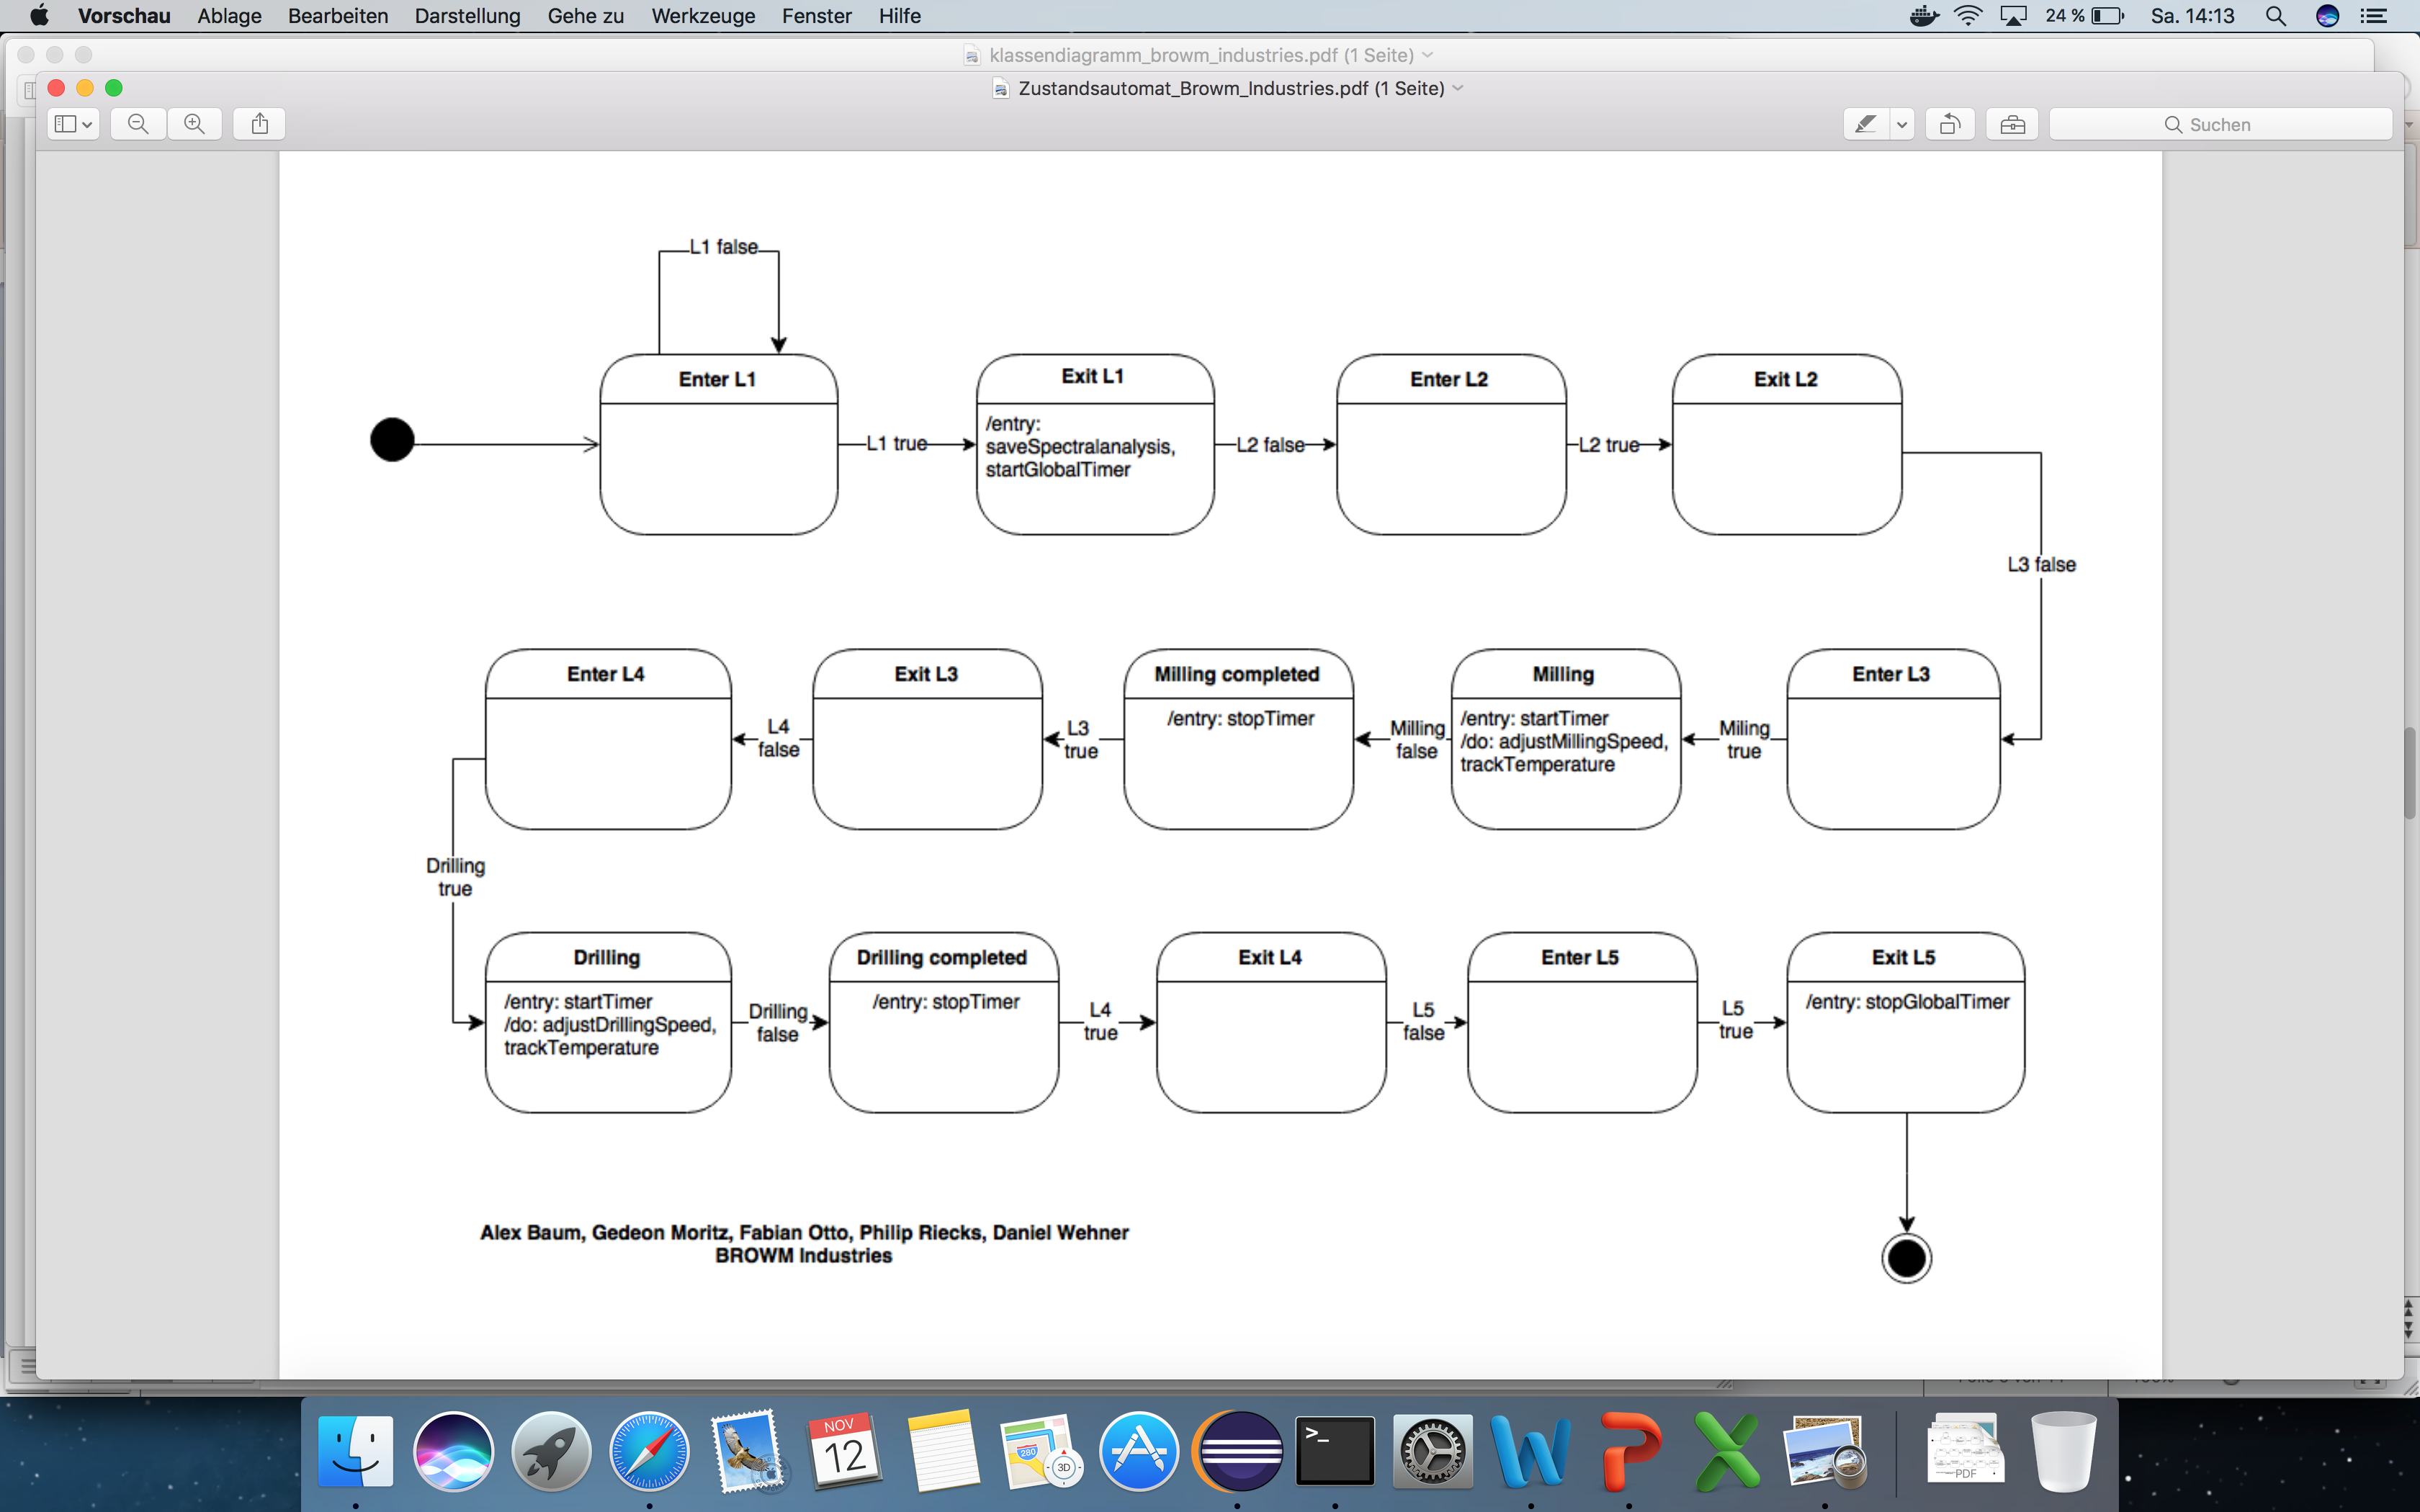 Vorschau Ablage Bearbeiten Darstellung Gehe zu Werkzeuge Fenster Hilfe 24 % Sa. 14:13
klassendiagramm_browm_industries.pdf (1 Seite)
Zustandsautomat_Browm_Industries.pdf (1 Seite)
Suchen
L1 false
Enter L1
Exit L1
Enter L2
Exit L2
/entry:
saveSpectralanalysis,
startGlobalTimer
L1 true
L2 false
L2 true
L3 false
Enter L4
Exit L3
Milling completed
Milling
Enter L3
/entry: stopTimer
/entry: startTimer
/do: adjustMillingSpeed,
trackTemperature
L4
false
L3
true
Milling
false
Miling
true
Drilling
true
Drilling
Drilling completed
Exit L4
Enter L5
Exit L5
/entry: startTimer
/do: adjustDrillingSpeed,
trackTemperature
Drilling
false
/entry: stopTimer
L4
true
L5
false
L5
true
/entry: stopGlobalTimer
Alex Baum, Gedeon Moritz, Fabian Otto, Philip Riecks, Daniel Wehner
BROWM Industries
NOV
12
280
3D
>_
PDF